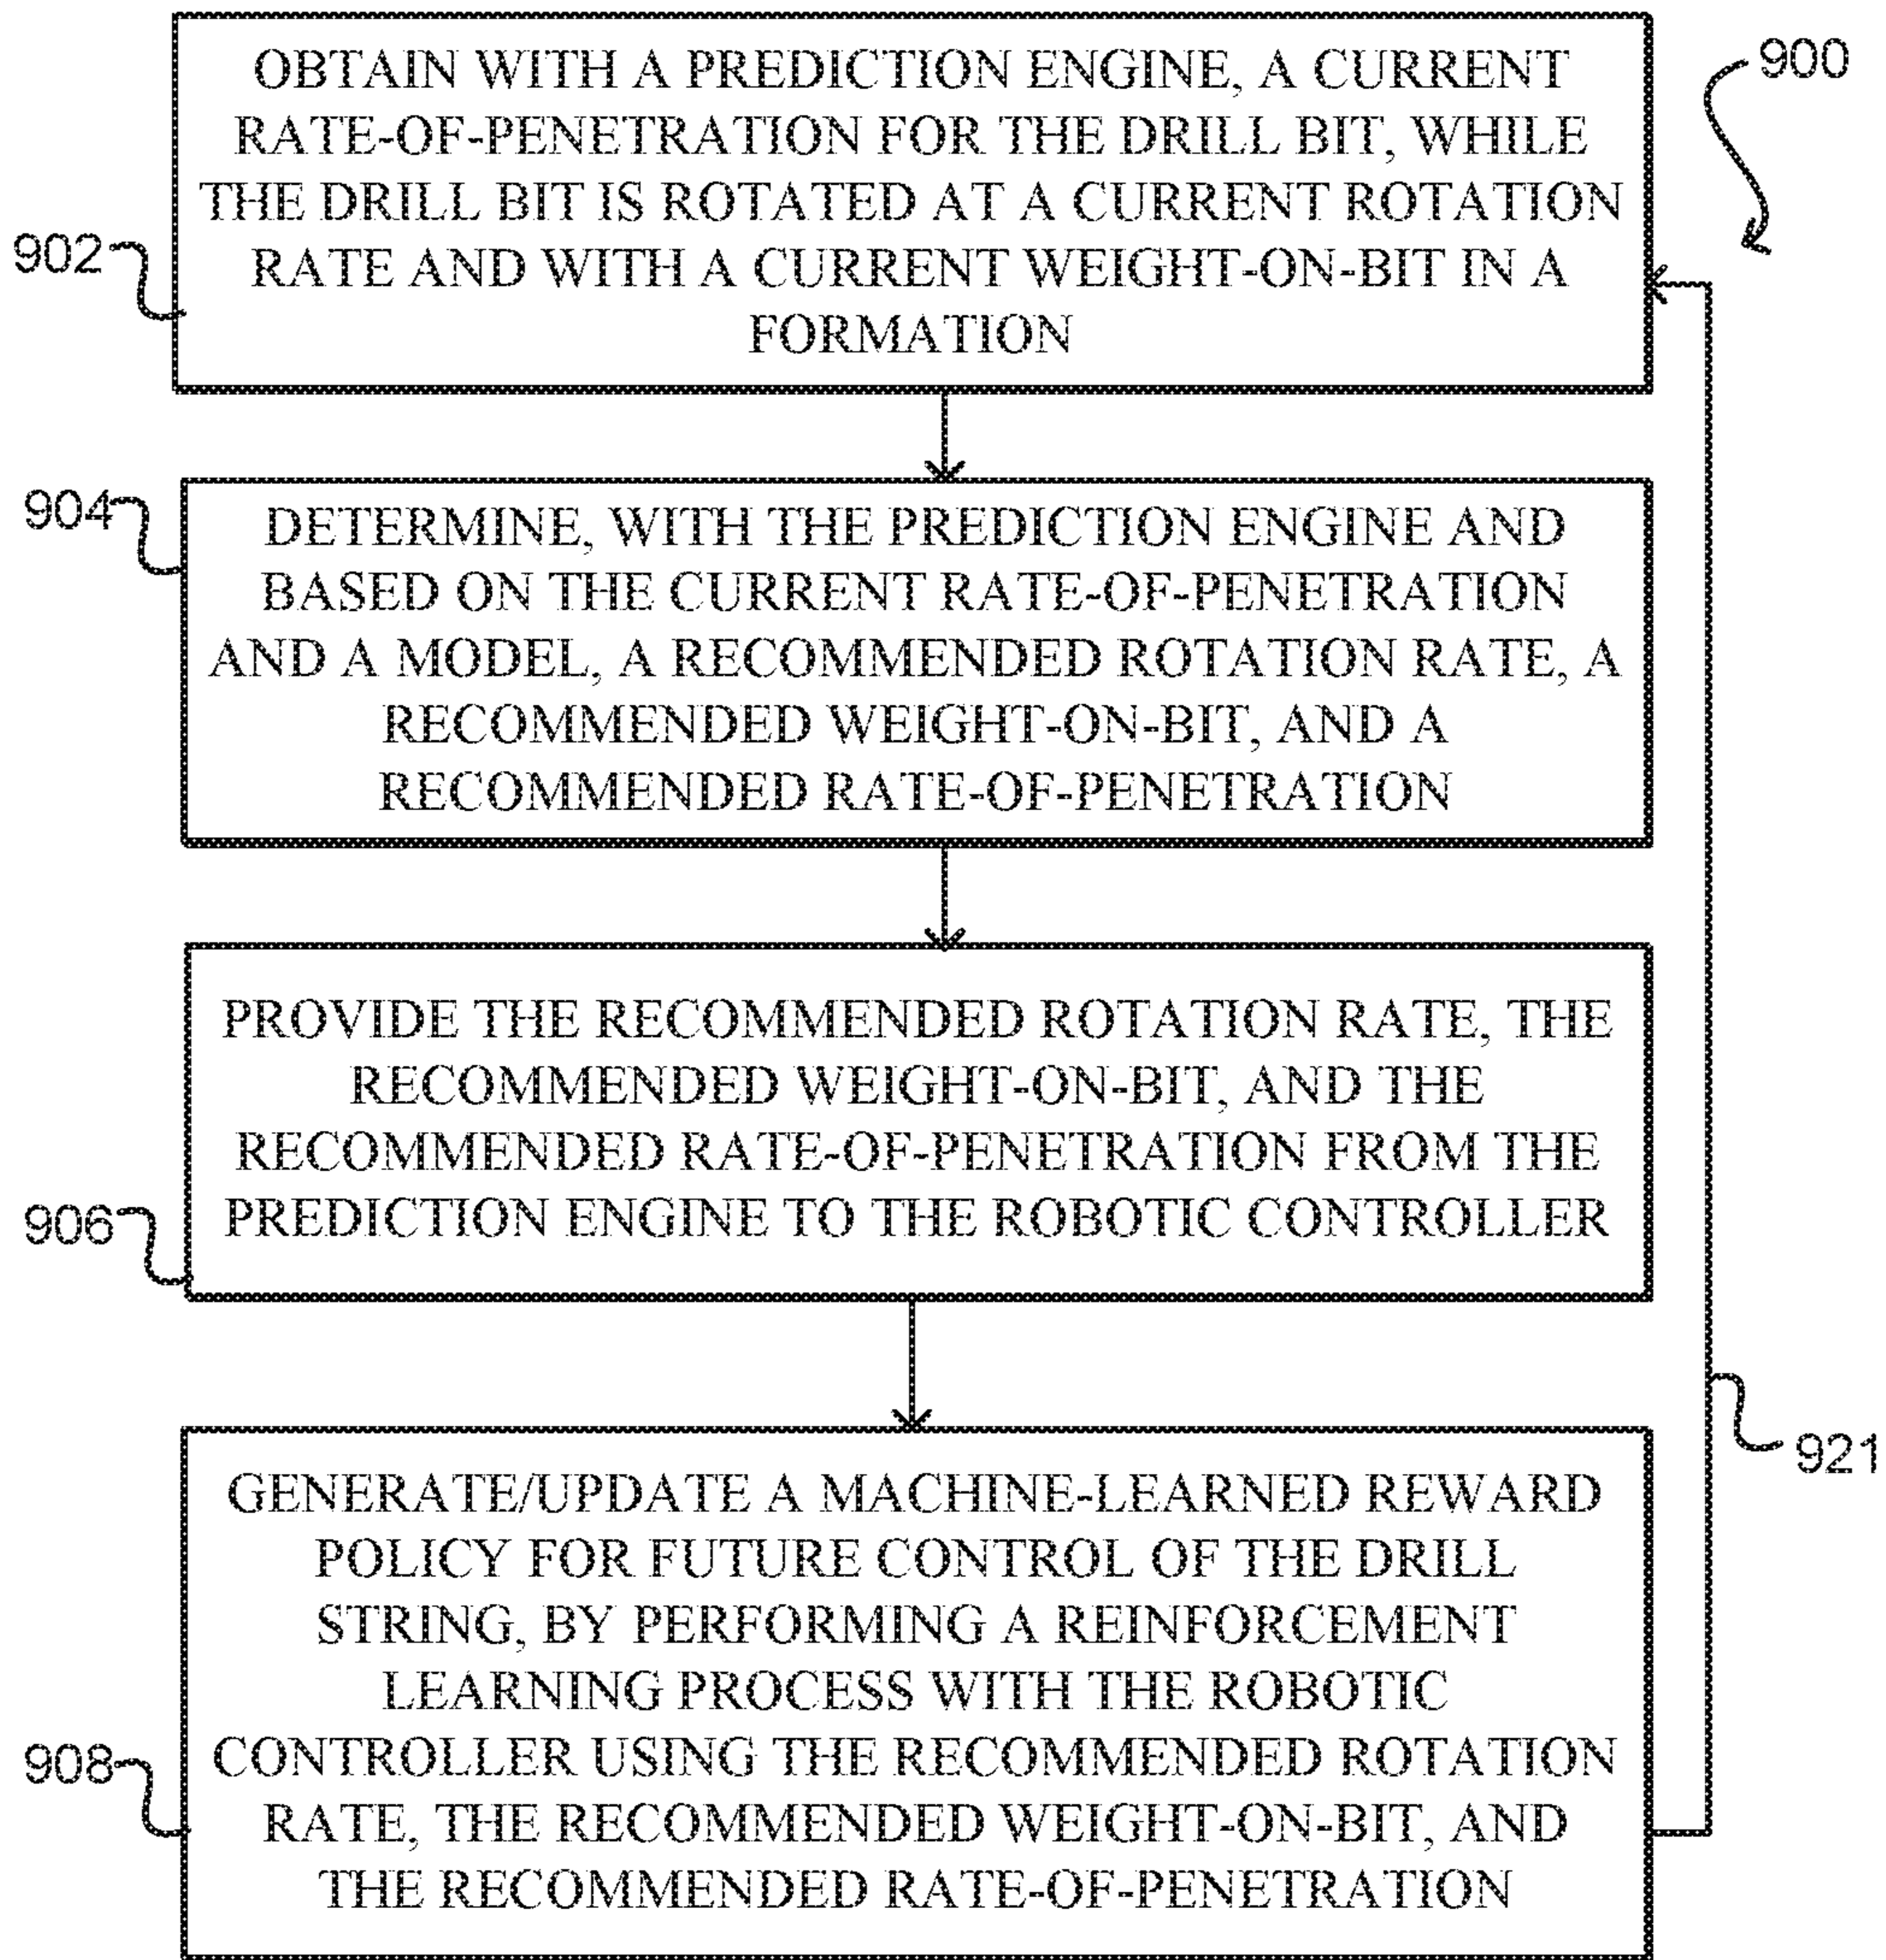 OBTAIN WITH A PREDICTION ENGINE, A CURRENT
RATE-OF-PENETRATION FOR THE DRILL BIT, WHILE
THE DRILL BIT IS ROTATED AT A CURRENT ROTATION
RATE AND WITH A CURRENT WEIGHT-ON-BIT IN A
FORMATION
900
902
DETERMINE, WITH THE PREDICTION ENGINE AND
BASED ON THE CURRENT RATE-OF-PENETRATION
AND A MODEL, A RECOMMENDED ROTATION RATE, A
RECOMMENDED WEIGHT-ON-BIT, AND A
RECOMMENDED RATE-OF-PENETRATION
904
PROVIDE THE RECOMMENDED ROTATION RATE, THE
RECOMMENDED WEIGHT-ON-BIT, AND THE
RECOMMENDED RATE-OF-PENETRATION FROM THE
PREDICTION ENGINE TO THE ROBOTIC CONTROLLER
906
921
GENERATE/UPDATE A MACHINE-LEARNED REWARD
POLICY FOR FUTURE CONTROL OF THE DRILL
STRING, BY PERFORMING A REINFORCEMENT
LEARNING PROCESS WITH THE ROBOTIC
CONTROLLER USING THE RECOMMENDED ROTATION
RATE, THE RECOMMENDED WEIGHT-ON-BIT, AND
THE RECOMMENDED RATE-OF-PENETRATION
908